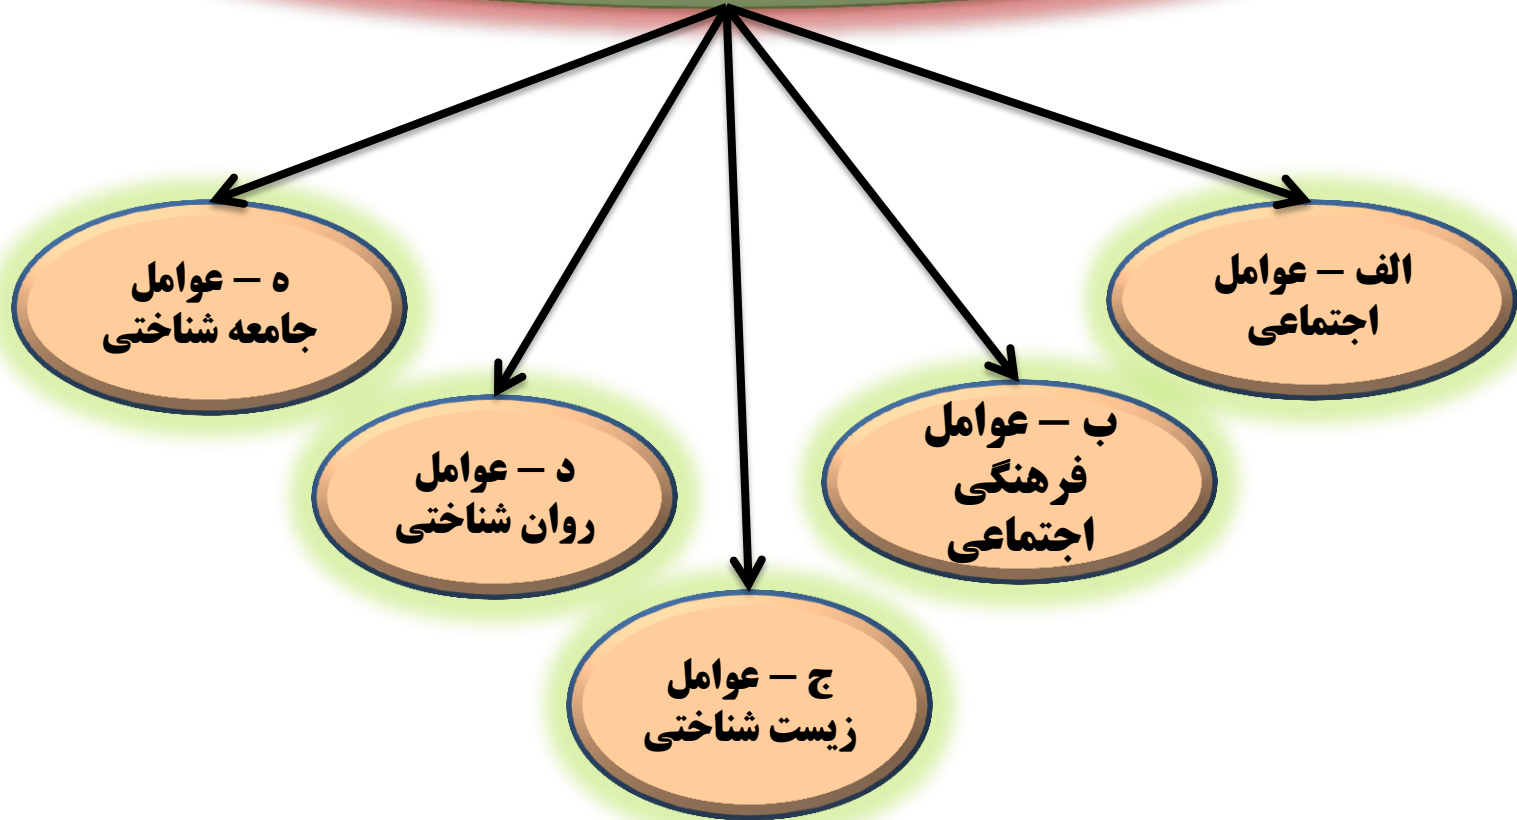 الف – عوامل
اجتماعی
ب – عوامل
فرهنگی
اجتماعی
ج – عوامل
زیست شناختی
د – عوامل
روان شناختی
ه – عوامل
جامعه شناختی